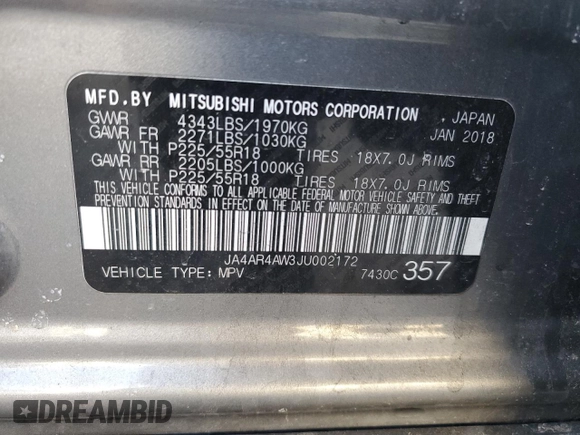 MFD. BY MITSUBISHI MOTORS CORPORATION . JAPAN
GVWR 4343LBS/1970KG JAN 2018
GAWR FR 2271LBS/1030KG
WITH P225/55R18 TIRES 18X7.0J RIMS
GAWR RR 2205LBS/1000KG
WITH P225/55R18 TIRES 18X7.0J RIMS
THIS VEHICLE CONFORMS TO ALL APPLICABLE FEDERAL MOTOR VEHICLE SAFETY AND THEFT
PREVENTION STANDARDS IN EFFECT ON THE DATE OF MANUFACTURE SHOWN ABOVE.
JA4AR4AW3JU002172
VEHICLE TYPE: MPV 7430C 357
DREAMBID